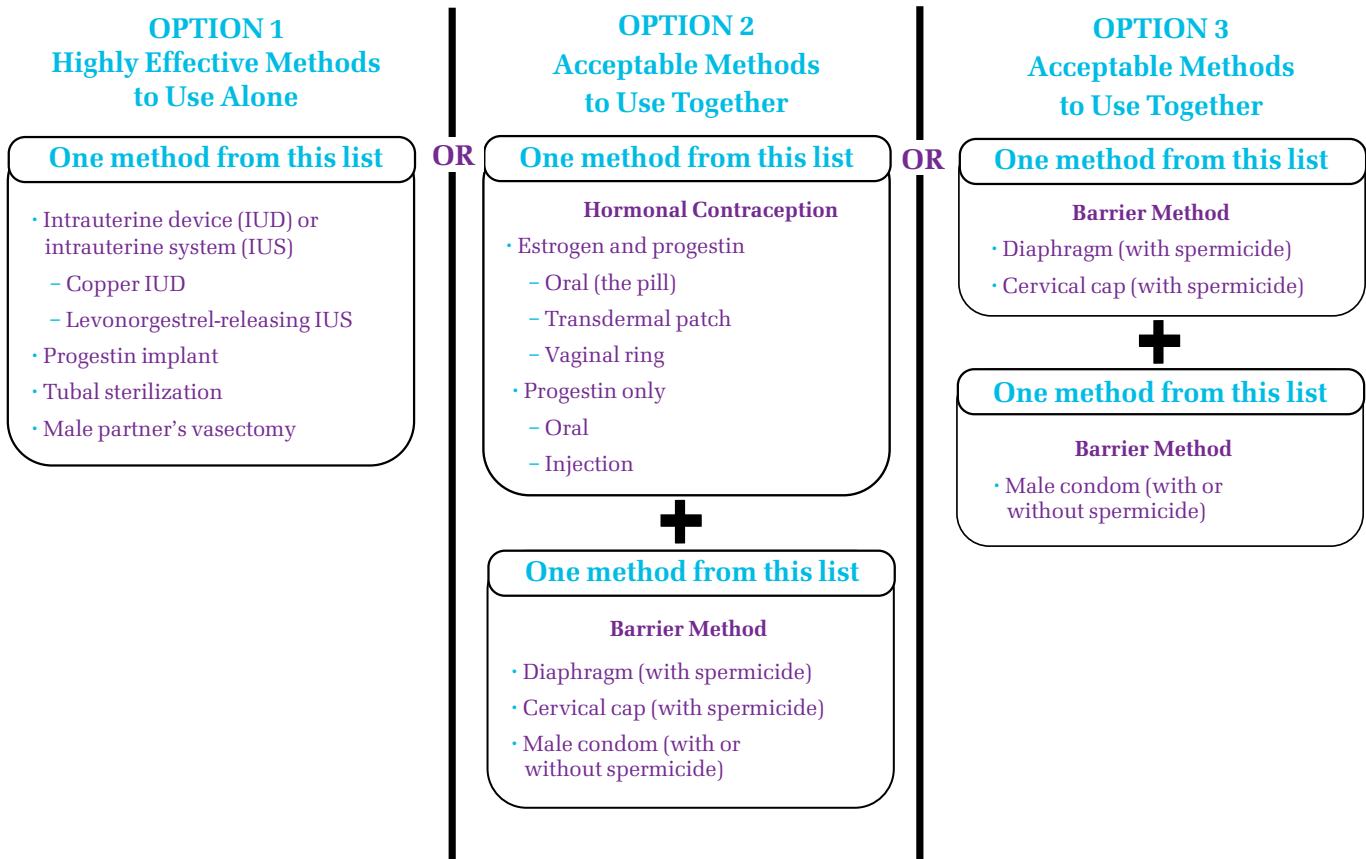 OPTION 1
Highly Effective Methods
to Use Alone
One method from this list
· Intrauterine device (IUD) or
intrauterine system (IUS)
– Copper IUD
– Levonorgestrel-releasing IUS
· Progestin implant
· Tubal sterilization
· Male partner’s vasectomy
OR
OPTION 2
Acceptable Methods
to Use Together
One method from this list
Hormonal Contraception
· Estrogen and progestin
– Oral (the pill)
– Transdermal patch
– Vaginal ring
· Progestin only
– Oral
– Injection
+
One method from this list
Barrier Method
· Diaphragm (with spermicide)
· Cervical cap (with spermicide)
· Male condom (with or
without spermicide)
OR
OPTION 3
Acceptable Methods
to Use Together
One method from this list
Barrier Method
· Diaphragm (with spermicide)
· Cervical cap (with spermicide)
+
One method from this list
Barrier Method
· Male condom (with or
without spermicide)